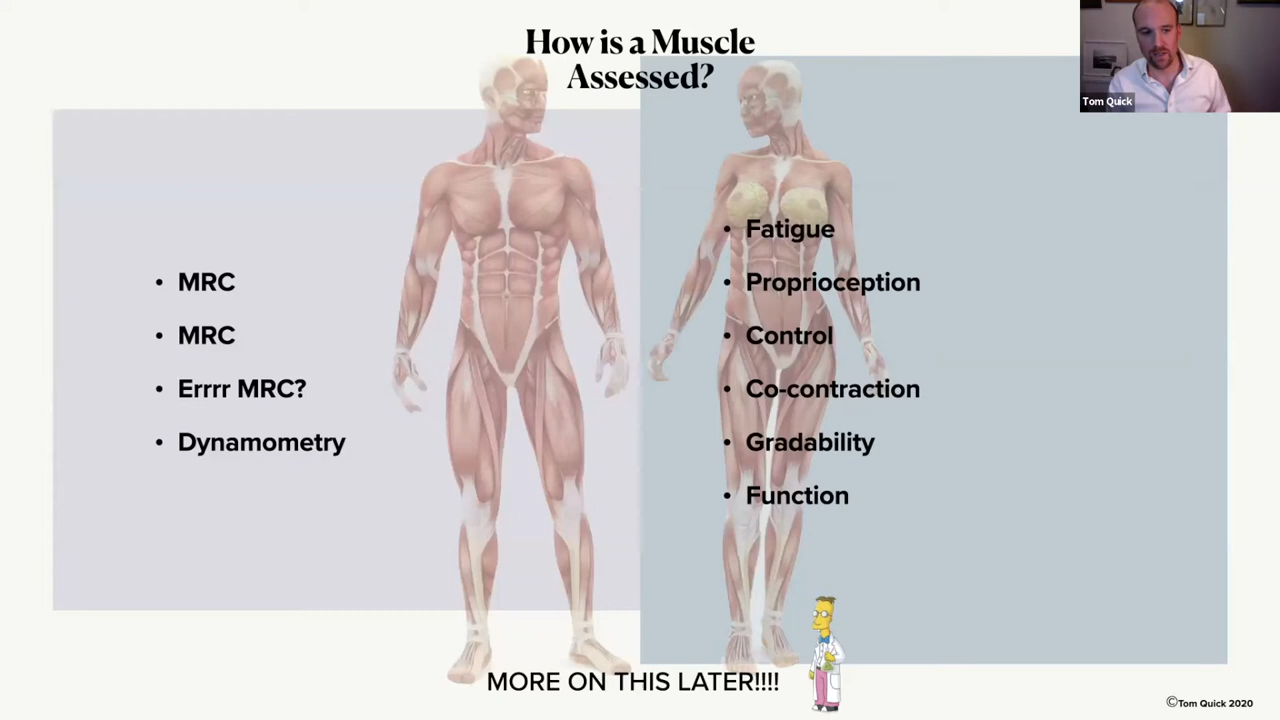 How is a Muscle
Assessed?
Tom Quick
• MRC
• MRC
• Errrr MRC?
• Dynamometry
• Fatigue
• Proprioception
• Control
• Co-contraction
• Gradability
• Function
MORE ON THIS LATER!!!!
©Tom Quick 2020